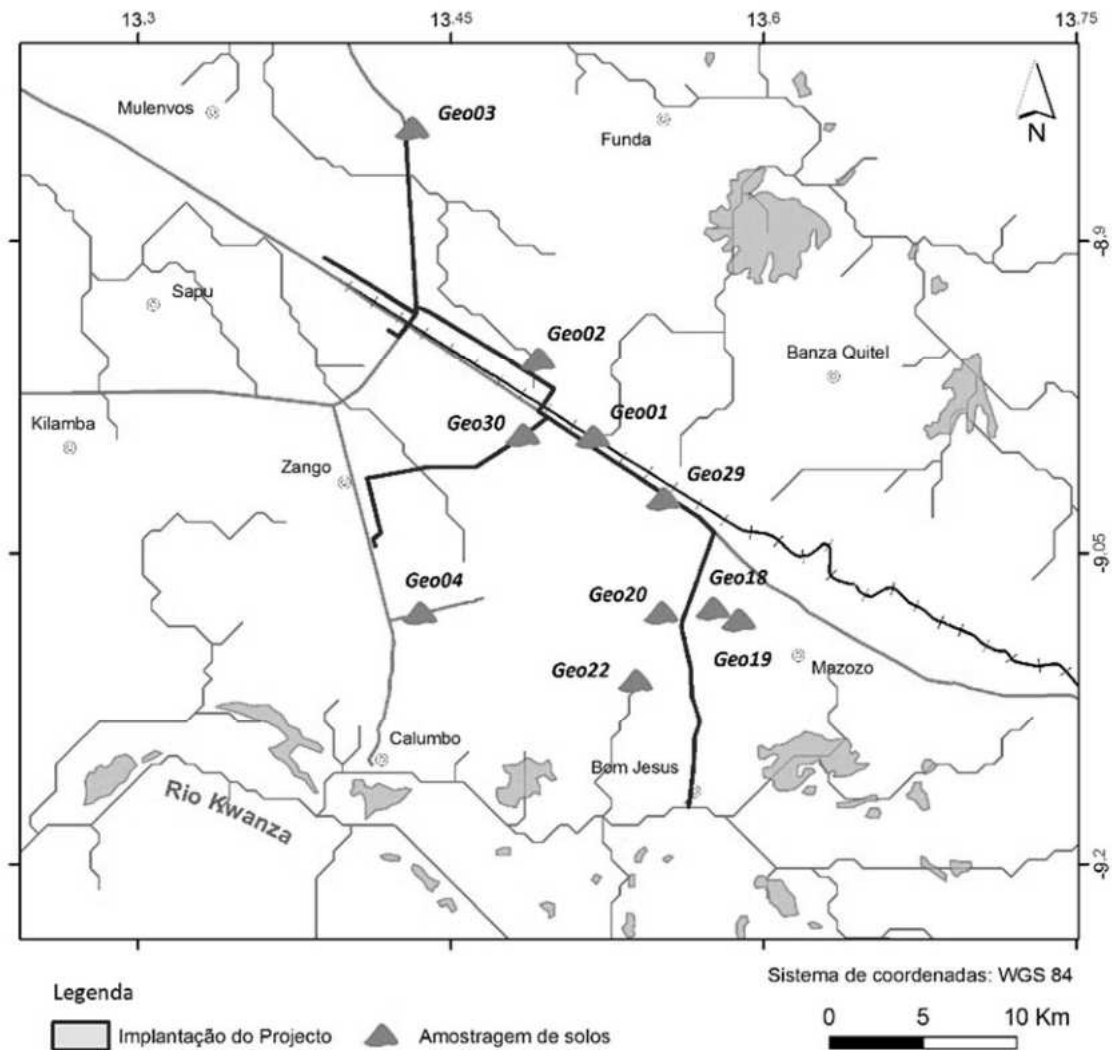 13.3 13.45 13.6 13.75
Mulenvos
Geo03
Funda
N
-8.9
Sapu
Geo02
Banza Quitel
Kilamba
Geo30
Geo01
Zango
Geo29
-9.05
Geo04
Geo20
Geo18
Geo19
Mazozo
Geo22
Calumbo
Bom Jesus
Rio Kwanza
-9.2
Sistema de coordenadas: WGS 84
Legenda
Implantação do Projecto
Amostragem de solos
0 5 10 Km